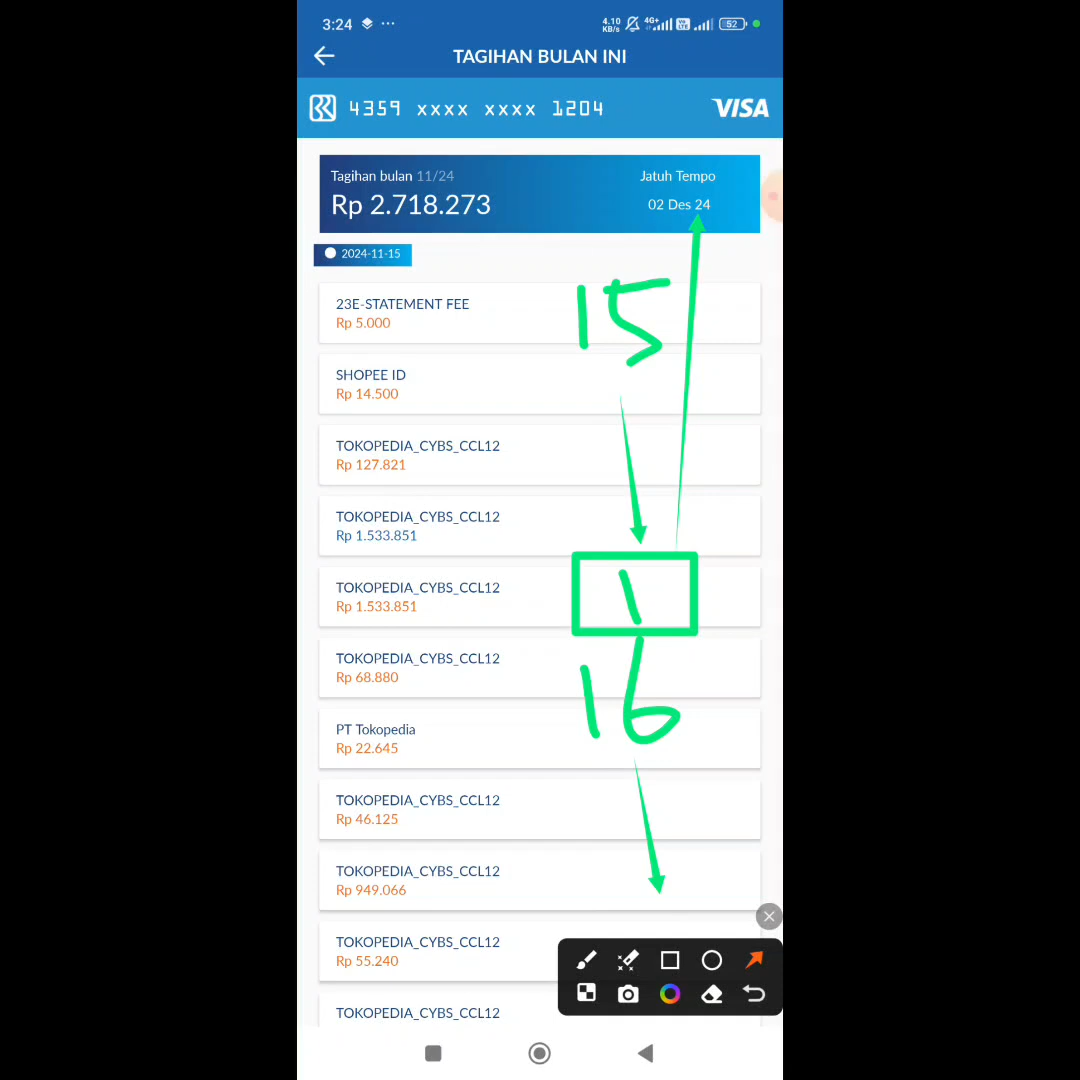 3:24
4.10 KB/s 4G+ Vo LTE 52
TAGIHAN BULAN INI
4359 xxxx xxxx 1204 VISA
Tagihan bulan 11/24
Jatuh Tempo
Rp 2.718.273
02 Des 24
2024-11-15
23E-STATEMENT FEE
Rp 5.000
15
SHOPEE ID
Rp 14.500
TOKOPEDIA_CYBS_CCL12
Rp 127.821
TOKOPEDIA_CYBS_CCL12
Rp 1.533.851
TOKOPEDIA_CYBS_CCL12
Rp 1.533.851
1
TOKOPEDIA_CYBS_CCL12
Rp 68.880
16
PT Tokopedia
Rp 22.645
TOKOPEDIA_CYBS_CCL12
Rp 46.125
TOKOPEDIA_CYBS_CCL12
Rp 949.066
TOKOPEDIA_CYBS_CCL12
Rp 55.240
TOKOPEDIA_CYBS_CCL12